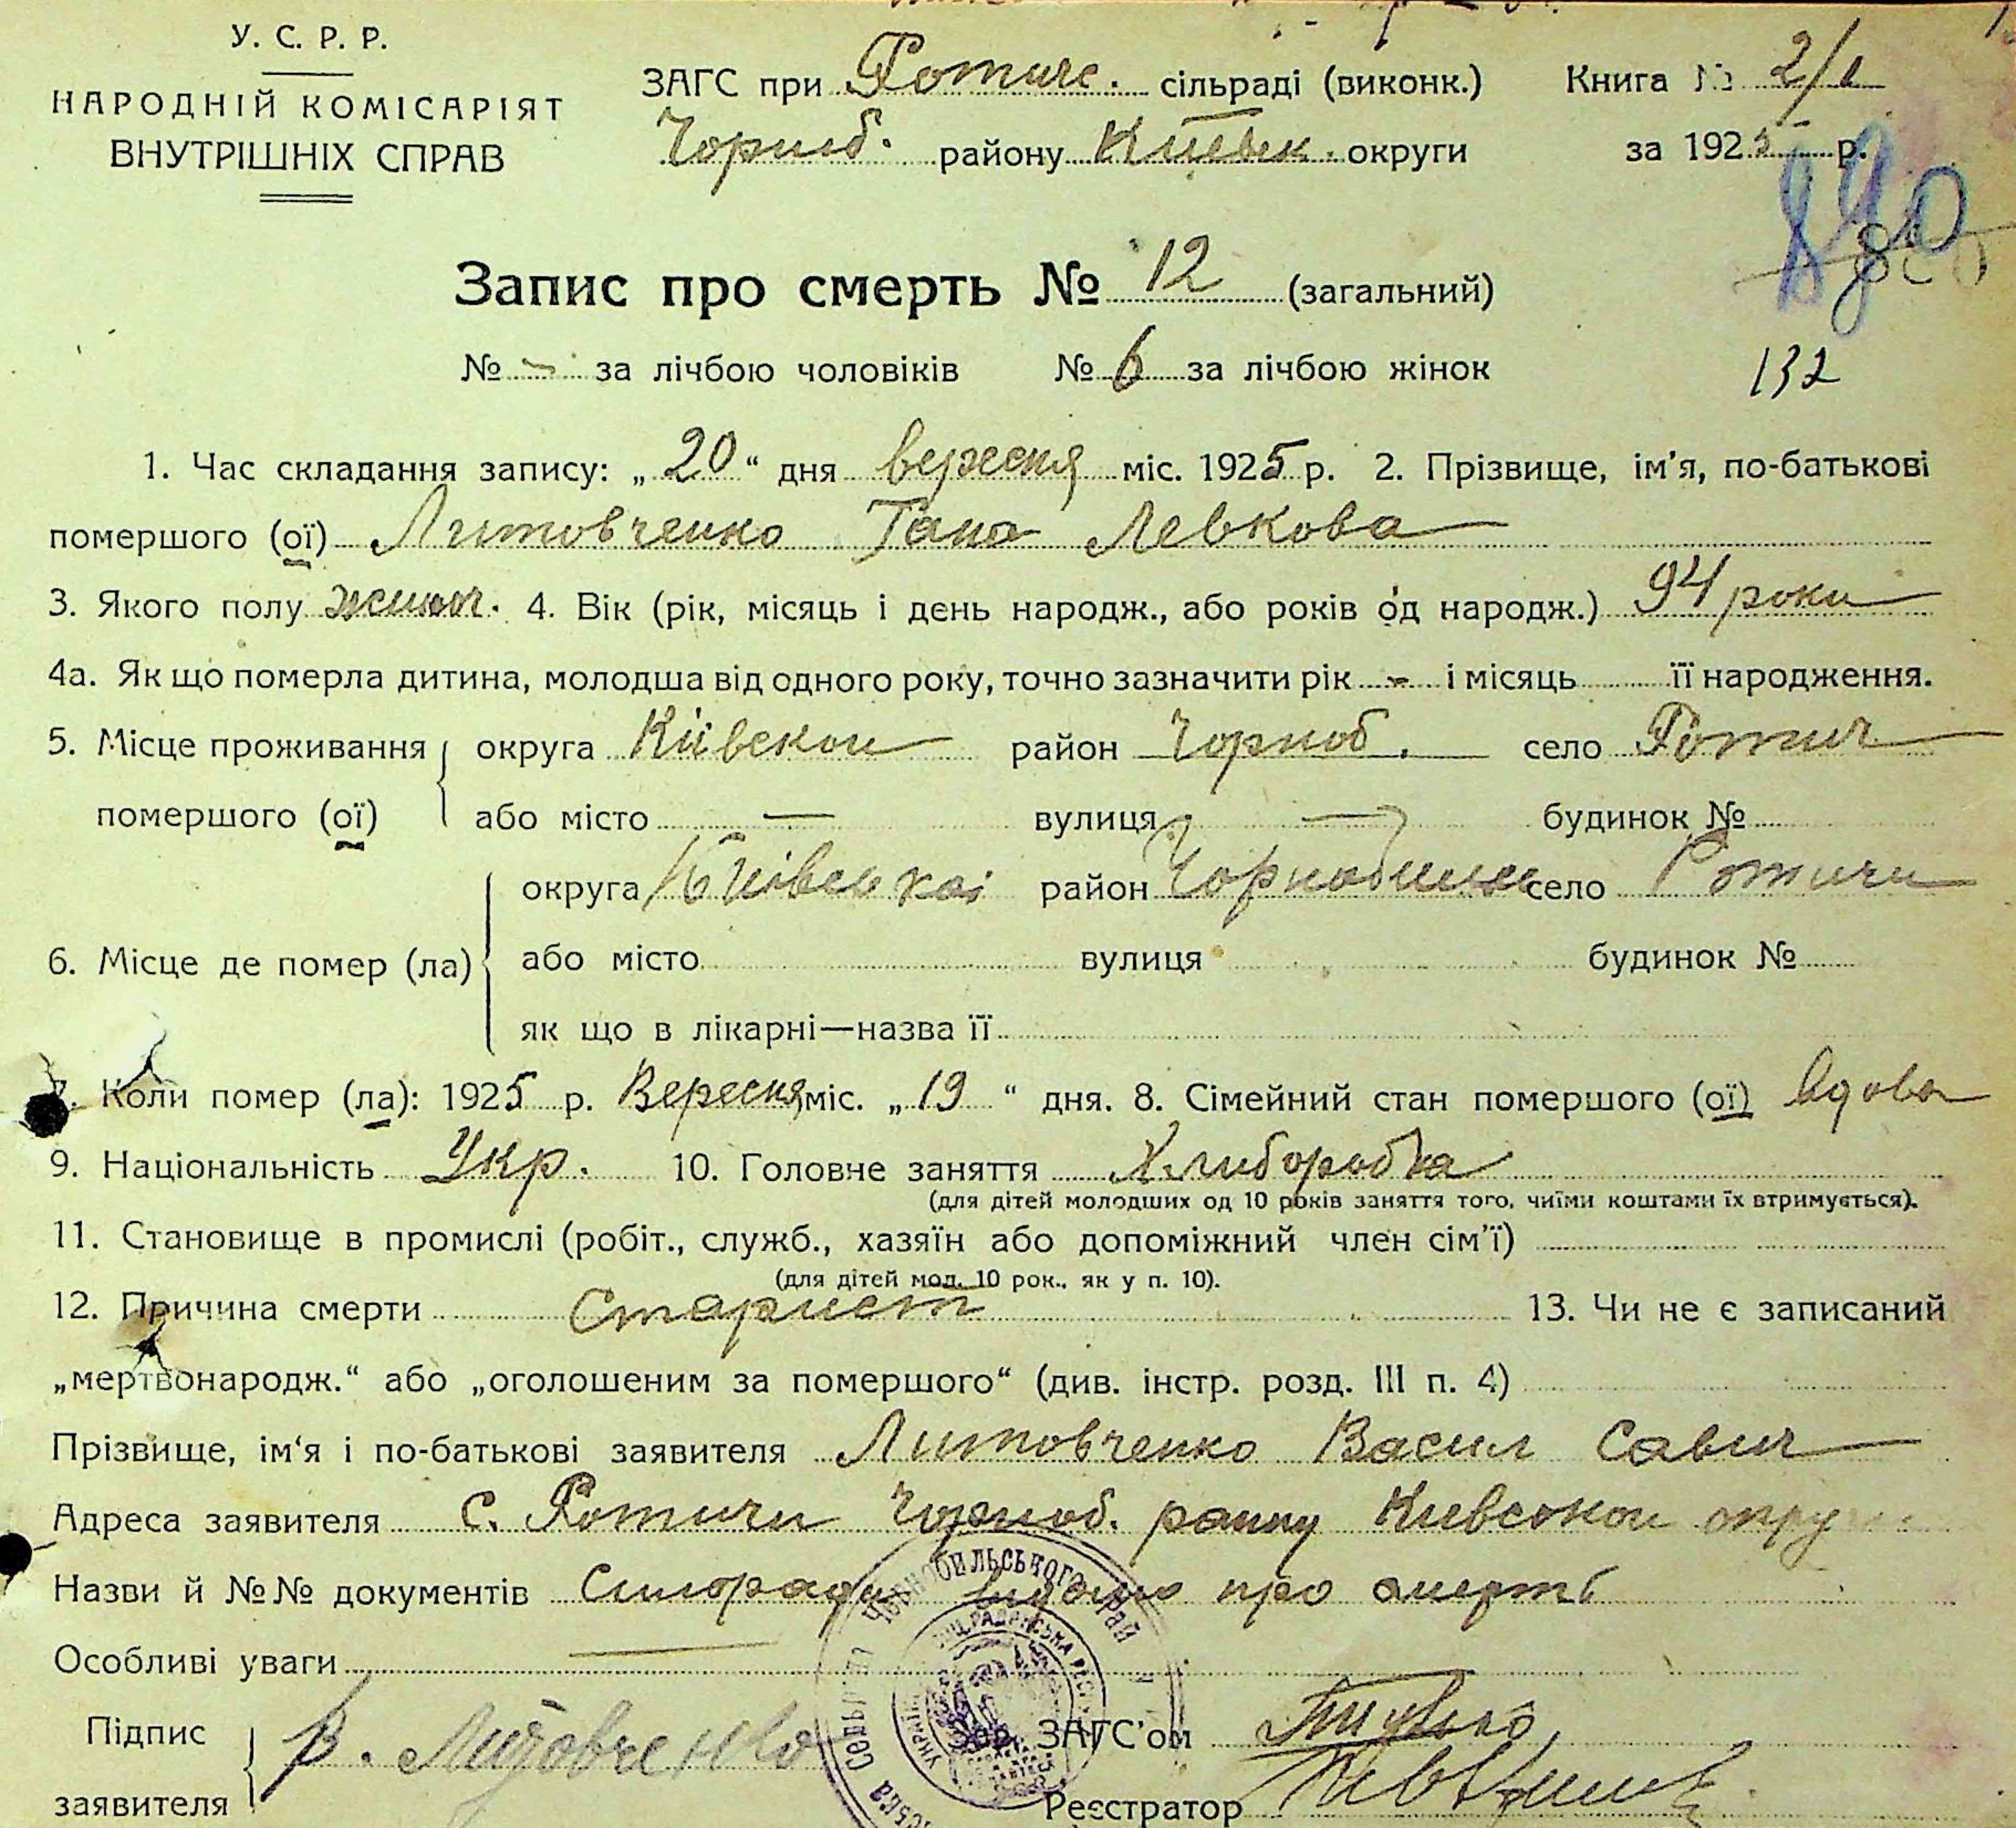 У. С. Р. Р.
НАРОДНІЙ КОМІСАРІЯТ
ВНУТРІШНІХ СПРАВ
ЗАГС при Ротичс. сільраді (виконк.)
Чорноб. району Київськ. округи
Книга № 2/
за 1925 р.
870
Запис про смерть № 12 (загальний)
№ - за лічбою чоловіків № 6 за лічбою жінок
132
1. Час складання запису: „20“ дня вересня міс. 1925 р. 2. Прізвище, ім'я, по-батькові
помершого (ої) Литовченко Гана Левкова
3. Якого полу жиноч. 4. Вік (рік, місяць і день народж., або років од народж.) 94 роки
4а. Як що померла дитина, молодша від одного року, точно зазначити рік - і місяць її народження.
5. Місце проживання округа Київскои район Чорноб. село Ротич
помершого (ої) або місто — вулиця — будинок №
округа Київської район село Ротичи
6. Місце де помер (ла) або місто вулиця будинок №
як що в лікарні—назва її
7. Коли помер (ла): 1925 р. Вересня міс. „19“ дня. 8. Сімейний стан помершого (ої) вдова
9. Національність Укр. 10. Головне заняття Хлиборобка
(для дітей молодших од 10 років заняття того, чиїми коштами їх втримується).
11. Становище в промислі (робіт., служб., хазяїн або допоміжний член сім'ї)
(для дітей мол. 10 рок., як у п. 10).
12. Причина смерти Старист 13. Чи не є записаний
„мертвонародж.“ або „оголошеним за помершого“ (див. інстр. розд. III п. 4)
Прізвище, ім'я і по-батькові заявителя Литовченко Васил Савич
Адреса заявителя с. Ротичи Чорноб. раину
Назви й №№ документів про смерть
Особливі уваги —
Підпис
заявителя
В. Литовченко
Зав. ЗАГС'ом
Реєстратор